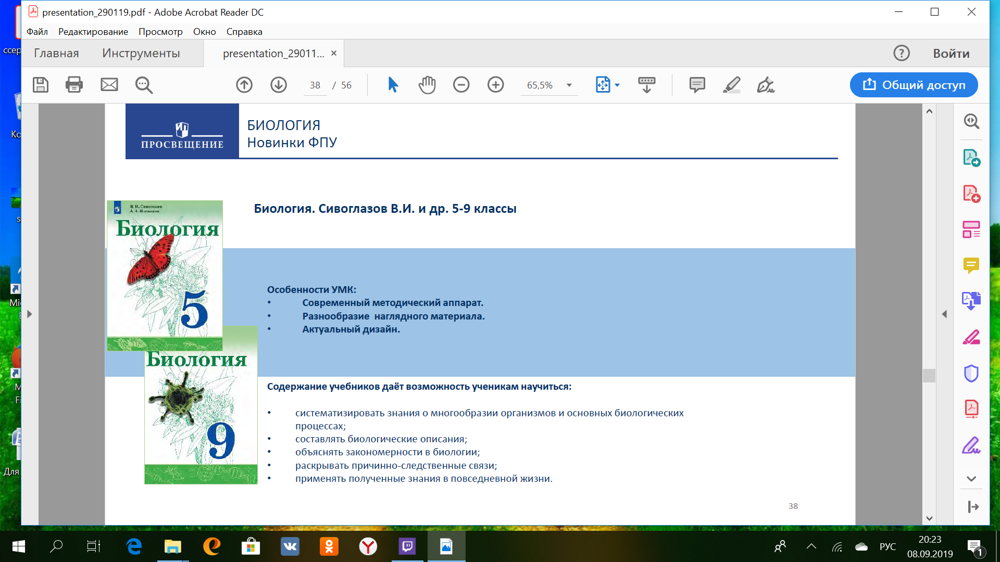 presentation_290119.pdf - Adobe Acrobat Reader DC
Файл Редактирование Просмотр Окно Справка
Главная Инструменты presentation_29011... Войти
38 / 56 65,5% Общий доступ
ПРОСВЕЩЕНИЕ
БИОЛОГИЯ
Новинки ФПУ
В. И. Сивоглазов
Биология
5
Биология
9
Биология. Сивоглазов В.И. и др. 5-9 классы
Особенности УМК:
• Современный методический аппарат.
• Разнообразие наглядного материала.
• Актуальный дизайн.
Содержание учебников даёт возможность ученикам научиться:
• систематизировать знания о многообразии организмов и основных биологических
процессах;
• составлять биологические описания;
• объяснять закономерности в биологии;
• раскрывать причинно-следственные связи;
• применять полученные знания в повседневной жизни.
38
ссер
Ко
s
Mi
E
M
Fi
Для
РУС
20:23
08.09.2019
1